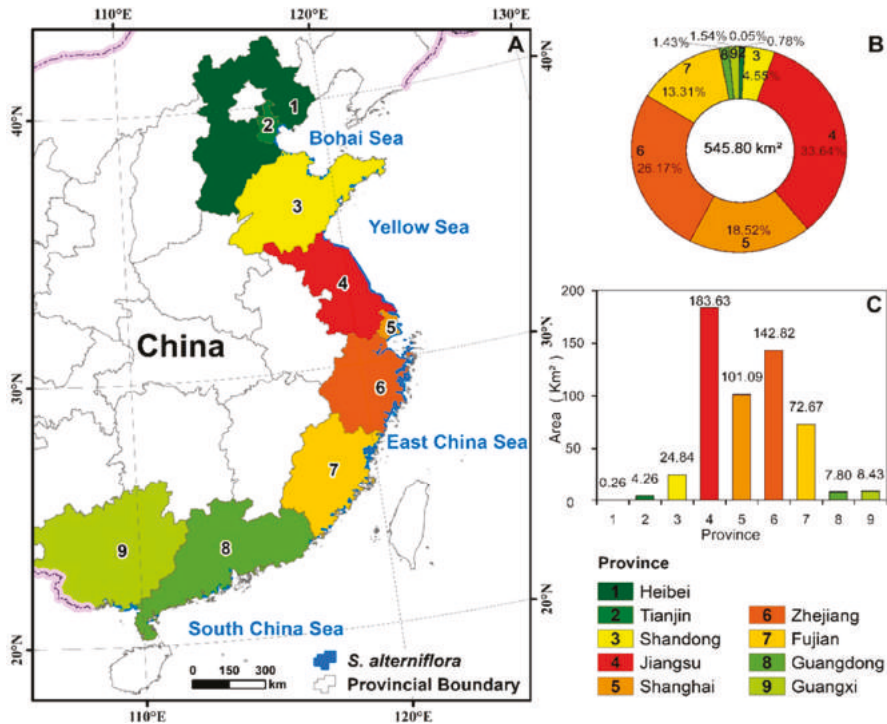 110°E 120°E 130°E
A
40°N
40°N
1
2
Bohai Sea
3
Yellow Sea
4
5
China
30°N
30°N
6
East China Sea
7
9
8
20°N
South China Sea
20°N
0 150 300
km
S. alterniflora
Provincial Boundary
110°E 120°E
B
1.43% 1.54% 0.05% 0.78%
8 9 2 3
4.55%
7
13.31%
4
33.64%
6
26.17%
545.80 km²
18.52%
5
C
Area ( Km² )
200
150
100
50
0
0.26 4.26 24.84 183.63 101.09 142.82 72.67 7.80 8.43
1 2 3 4 5 6 7 8 9
Province
Province
1 Heibei
2 Tianjin
3 Shandong
4 Jiangsu
5 Shanghai
6 Zhejiang
7 Fujian
8 Guangdong
9 Guangxi